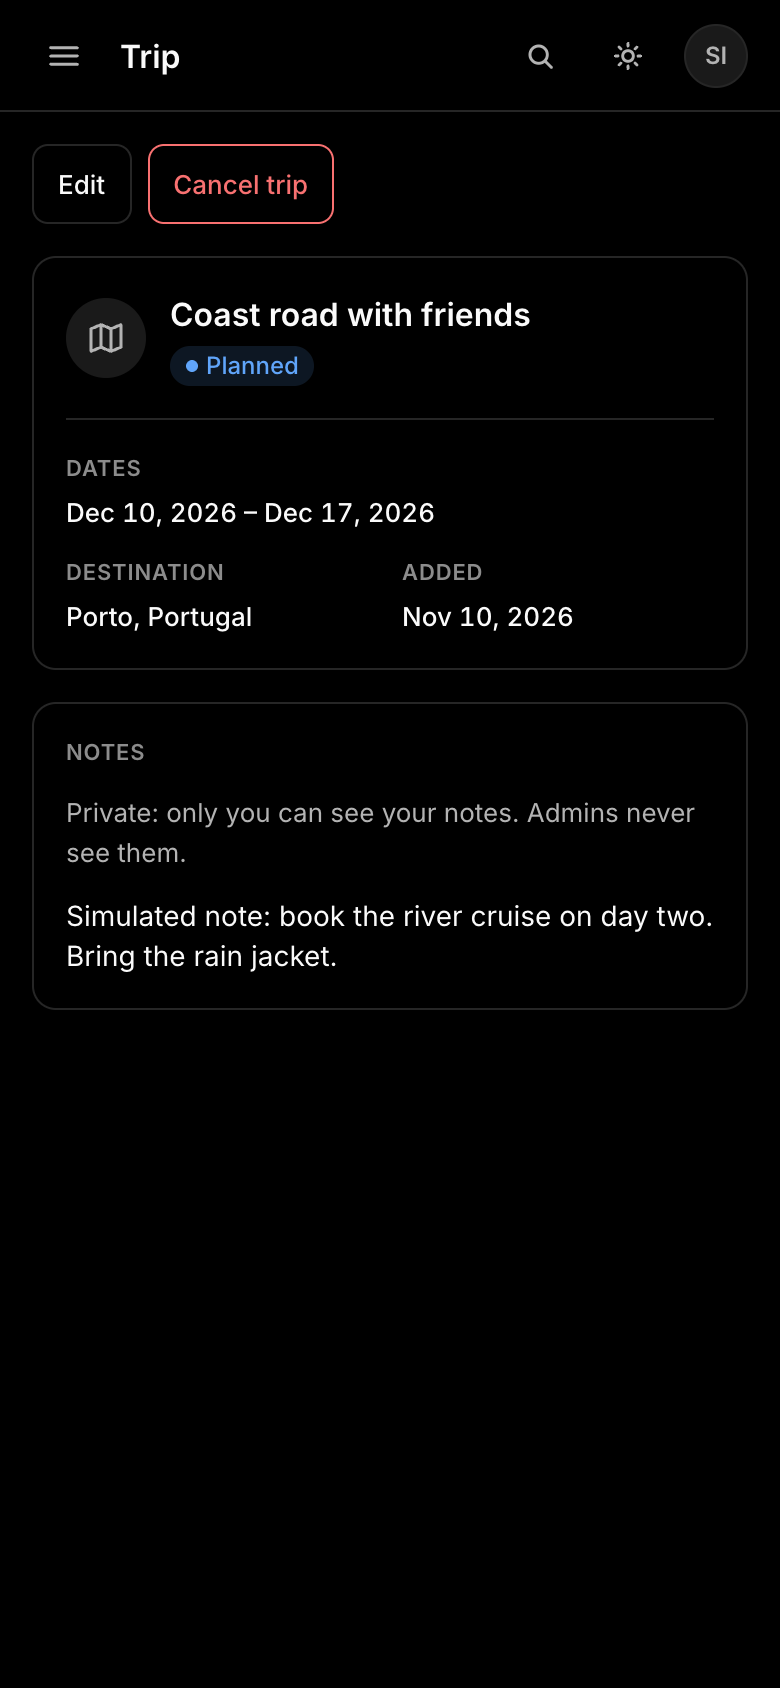 Trip
SI
Edit
Cancel trip
Coast road with friends
Planned
DATES
Dec 10, 2026 – Dec 17, 2026
DESTINATION
Porto, Portugal
ADDED
Nov 10, 2026
NOTES
Private: only you can see your notes. Admins never
see them.
Simulated note: book the river cruise on day two.
Bring the rain jacket.